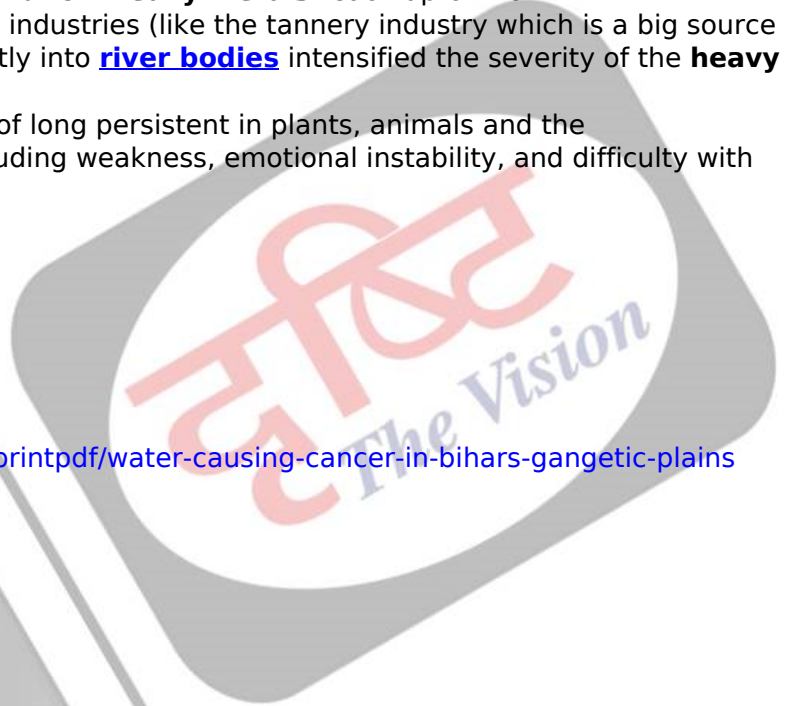 industries (like the tannery industry which is a big source
tly into river bodies intensified the severity of the heavy
of long persistent in plants, animals and the
uding weakness, emotional instability, and difficulty with
दृष्टि
The Vision
printpdf/water-causing-cancer-in-bihars-gangetic-plains